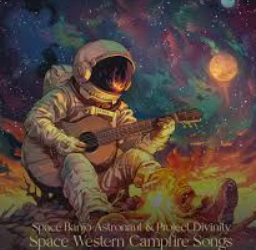 Space Banjo Astronaut & Project Divinity
Space Western Campfire Songs